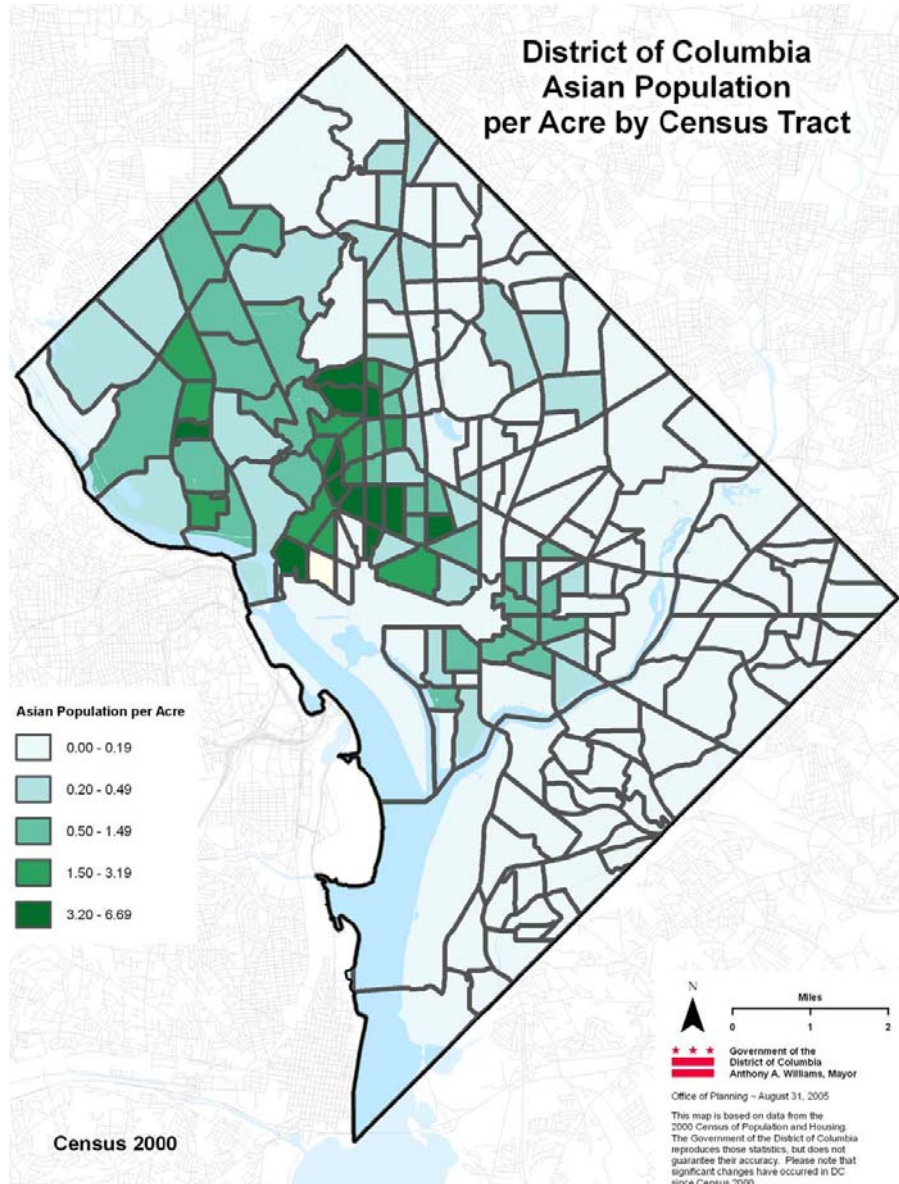 District of Columbia
Asian Population
per Acre by Census Tract
Asian Population per Acre
0.00 - 0.19
0.20 - 0.49
0.50 - 1.49
1.50 - 3.19
3.20 - 6.69
N
Miles
0 1 2
Government of the
District of Columbia
Anthony A. Williams, Mayor
Office of Planning ~ August 31, 2005
This map is based on data from the
2000 Census of Population and Housing.
The Government of the District of Columbia
reproduces those statistics, but does not
guarantee their accuracy. Please note that
significant changes have occurred in DC
since Census 2000.
Census 2000